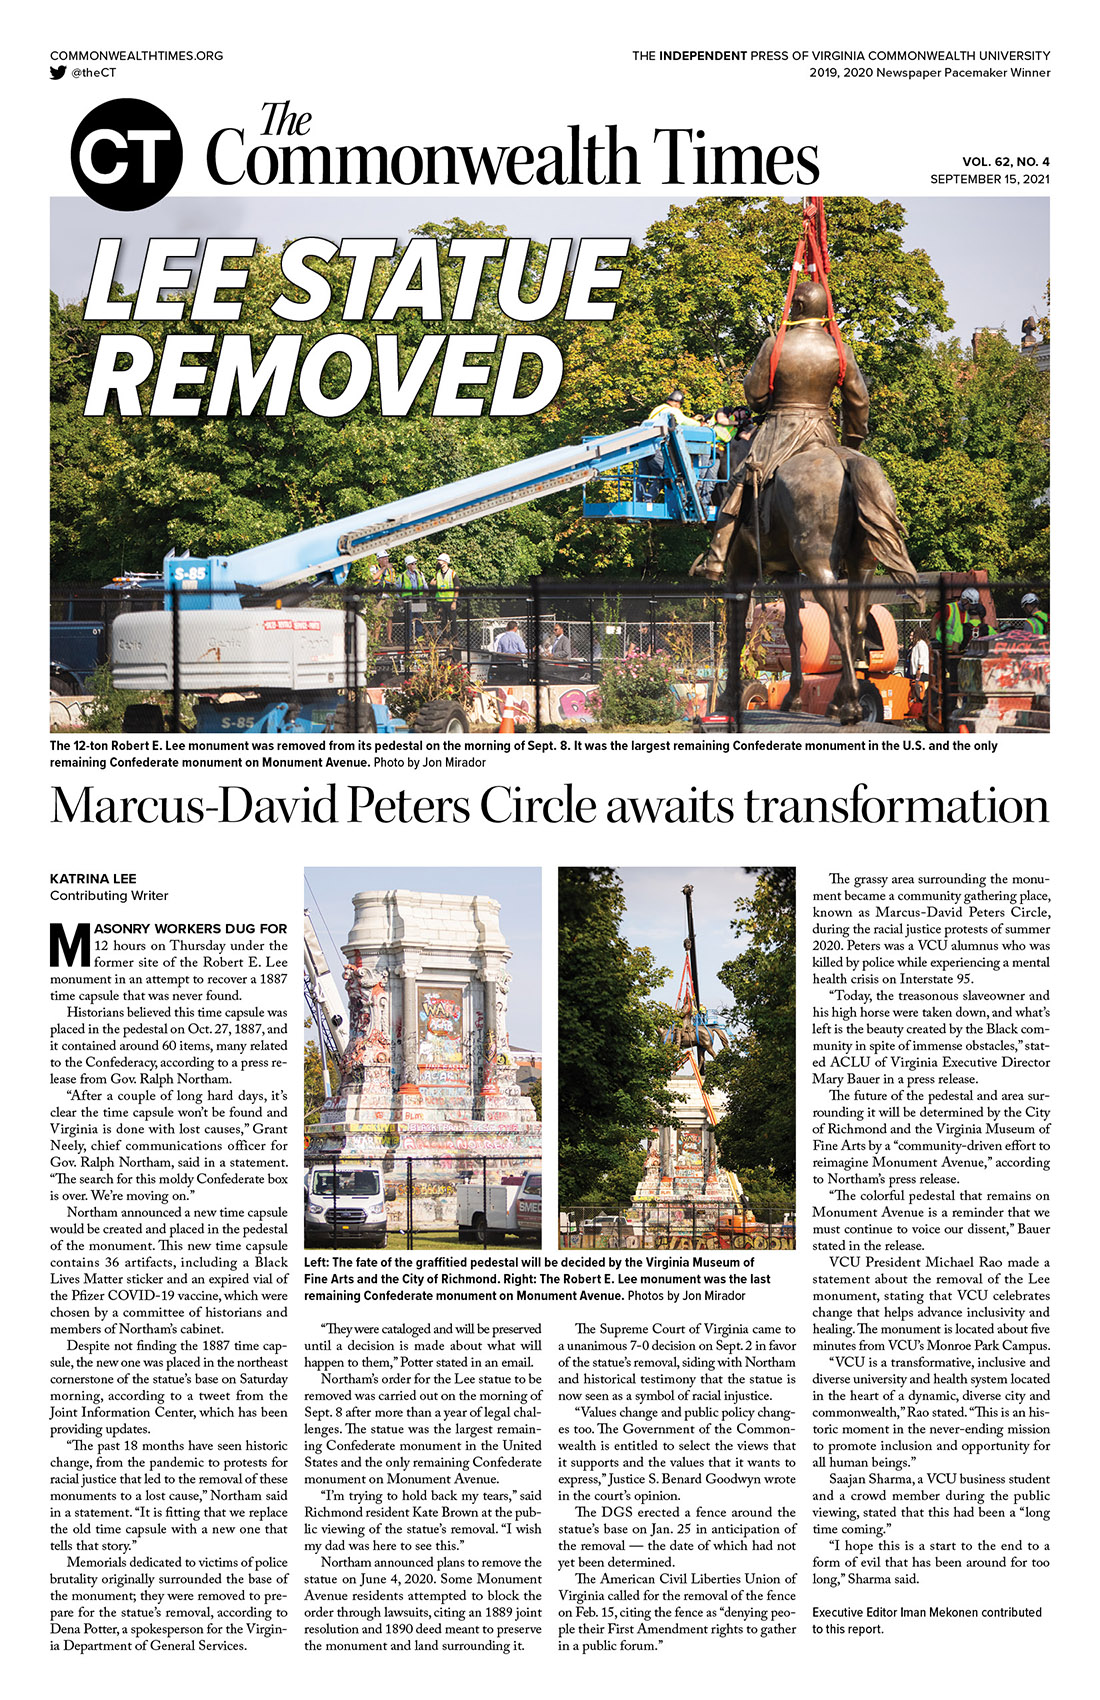 COMMONWEALTHTIMES.ORG
@theCT
THE INDEPENDENT PRESS OF VIRGINIA COMMONWEALTH UNIVERSITY
2019, 2020 Newspaper Pacemaker Winner
CT
The
Commonwealth Times
VOL. 62, NO. 4
SEPTEMBER 15, 2021
LEE STATUE
REMOVED
S-85
Genie
S-85
The 12-ton Robert E. Lee monument was removed from its pedestal on the morning of Sept. 8. It was the largest remaining Confederate monument in the U.S. and the only
remaining Confederate monument on Monument Avenue. Photo by Jon Mirador
Marcus-David Peters Circle awaits transformation
KATRINA LEE
Contributing Writer
MASONRY WORKERS DUG FOR
12 hours on Thursday under the
former site of the Robert E. Lee
monument in an attempt to recover a 1887
time capsule that was never found.
Historians believed this time capsule was
placed in the pedestal on Oct. 27, 1887, and
it contained around 60 items, many related
to the Confederacy, according to a press re-
lease from Gov. Ralph Northam.
“After a couple of long hard days, it’s
clear the time capsule won’t be found and
Virginia is done with lost causes,” Grant
Neely, chief communications officer for
Gov. Ralph Northam, said in a statement.
“The search for this moldy Confederate box
is over. We’re moving on.”
Northam announced a new time capsule
would be created and placed in the pedestal
of the monument. This new time capsule
contains 36 artifacts, including a Black
Lives Matter sticker and an expired vial of
the Pfizer COVID-19 vaccine, which were
chosen by a committee of historians and
members of Northam’s cabinet.
Despite not finding the 1887 time cap-
sule, the new one was placed in the northeast
cornerstone of the statue’s base on Saturday
morning, according to a tweet from the
Joint Information Center, which has been
providing updates.
“The past 18 months have seen historic
change, from the pandemic to protests for
racial justice that led to the removal of these
monuments to a lost cause,” Northam said
in a statement. “It is fitting that we replace
the old time capsule with a new one that
tells that story.”
Memorials dedicated to victims of police
brutality originally surrounded the base of
the monument; they were removed to pre-
pare for the statue’s removal, according to
Dena Potter, a spokesperson for the Virgin-
ia Department of General Services.
Left: The fate of the graffitied pedestal will be decided by the Virginia Museum of
Fine Arts and the City of Richmond. Right: The Robert E. Lee monument was the last
remaining Confederate monument on Monument Avenue. Photos by Jon Mirador
“They were cataloged and will be preserved
until a decision is made about what will
happen to them,” Potter stated in an email.
Northam’s order for the Lee statue to be
removed was carried out on the morning of
Sept. 8 after more than a year of legal chal-
lenges. The statue was the largest remain-
ing Confederate monument in the United
States and the only remaining Confederate
monument on Monument Avenue.
“I’m trying to hold back my tears,” said
Richmond resident Kate Brown at the pub-
lic viewing of the statue’s removal. “I wish
my dad was here to see this.”
Northam announced plans to remove the
statue on June 4, 2020. Some Monument
Avenue residents attempted to block the
order through lawsuits, citing an 1889 joint
resolution and 1890 deed meant to preserve
the monument and land surrounding it.
The Supreme Court of Virginia came to
a unanimous 7-0 decision on Sept. 2 in favor
of the statue’s removal, siding with Northam
and historical testimony that the statue is
now seen as a symbol of racial injustice.
“Values change and public policy chang-
es too. The Government of the Common-
wealth is entitled to select the views that
it supports and the values that it wants to
express,” Justice S. Benard Goodwyn wrote
in the court’s opinion.
The DGS erected a fence around the
statue’s base on Jan. 25 in anticipation of
the removal — the date of which had not
yet been determined.
The American Civil Liberties Union of
Virginia called for the removal of the fence
on Feb. 15, citing the fence as “denying peo-
ple their First Amendment rights to gather
in a public forum.”
The grassy area surrounding the monu-
ment became a community gathering place,
known as Marcus-David Peters Circle,
during the racial justice protests of summer
2020. Peters was a VCU alumnus who was
killed by police while experiencing a mental
health crisis on Interstate 95.
“Today, the treasonous slaveowner and
his high horse were taken down, and what’s
left is the beauty created by the Black com-
munity in spite of immense obstacles,” stat-
ed ACLU of Virginia Executive Director
Mary Bauer in a press release.
The future of the pedestal and area sur-
rounding it will be determined by the City
of Richmond and the Virginia Museum of
Fine Arts by a “community-driven effort to
reimagine Monument Avenue,” according
to Northam’s press release.
“The colorful pedestal that remains on
Monument Avenue is a reminder that we
must continue to voice our dissent,” Bauer
stated in the release.
VCU President Michael Rao made a
statement about the removal of the Lee
monument, stating that VCU celebrates
change that helps advance inclusivity and
healing. The monument is located about five
minutes from VCU’s Monroe Park Campus.
“VCU is a transformative, inclusive and
diverse university and health system located
in the heart of a dynamic, diverse city and
commonwealth,” Rao stated. “This is an his-
toric moment in the never-ending mission
to promote inclusion and opportunity for
all human beings.”
Saajan Sharma, a VCU business student
and a crowd member during the public
viewing, stated that this had been a “long
time coming.”
“I hope this is a start to the end to a
form of evil that has been around for too
long,” Sharma said.
Executive Editor Iman Mekonen contributed
to this report.